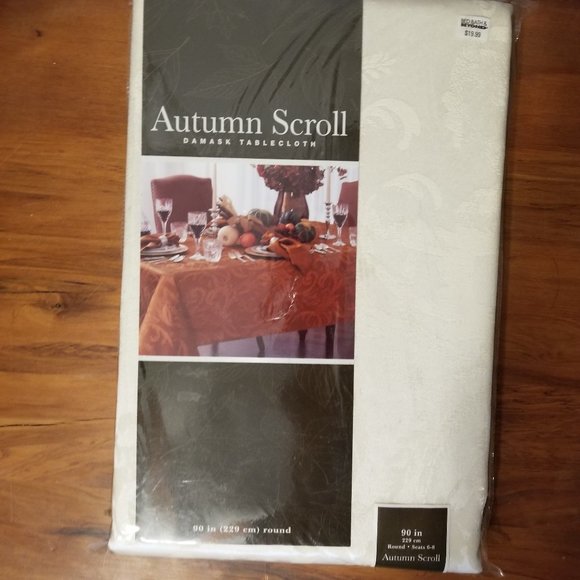 BED BATH &
BEYOND
$19.99
Autumn Scroll
DAMASK TABLECLOTH
90 in (229 cm) round
90 in
229 cm
Round • Seats 6-8
Autumn Scroll